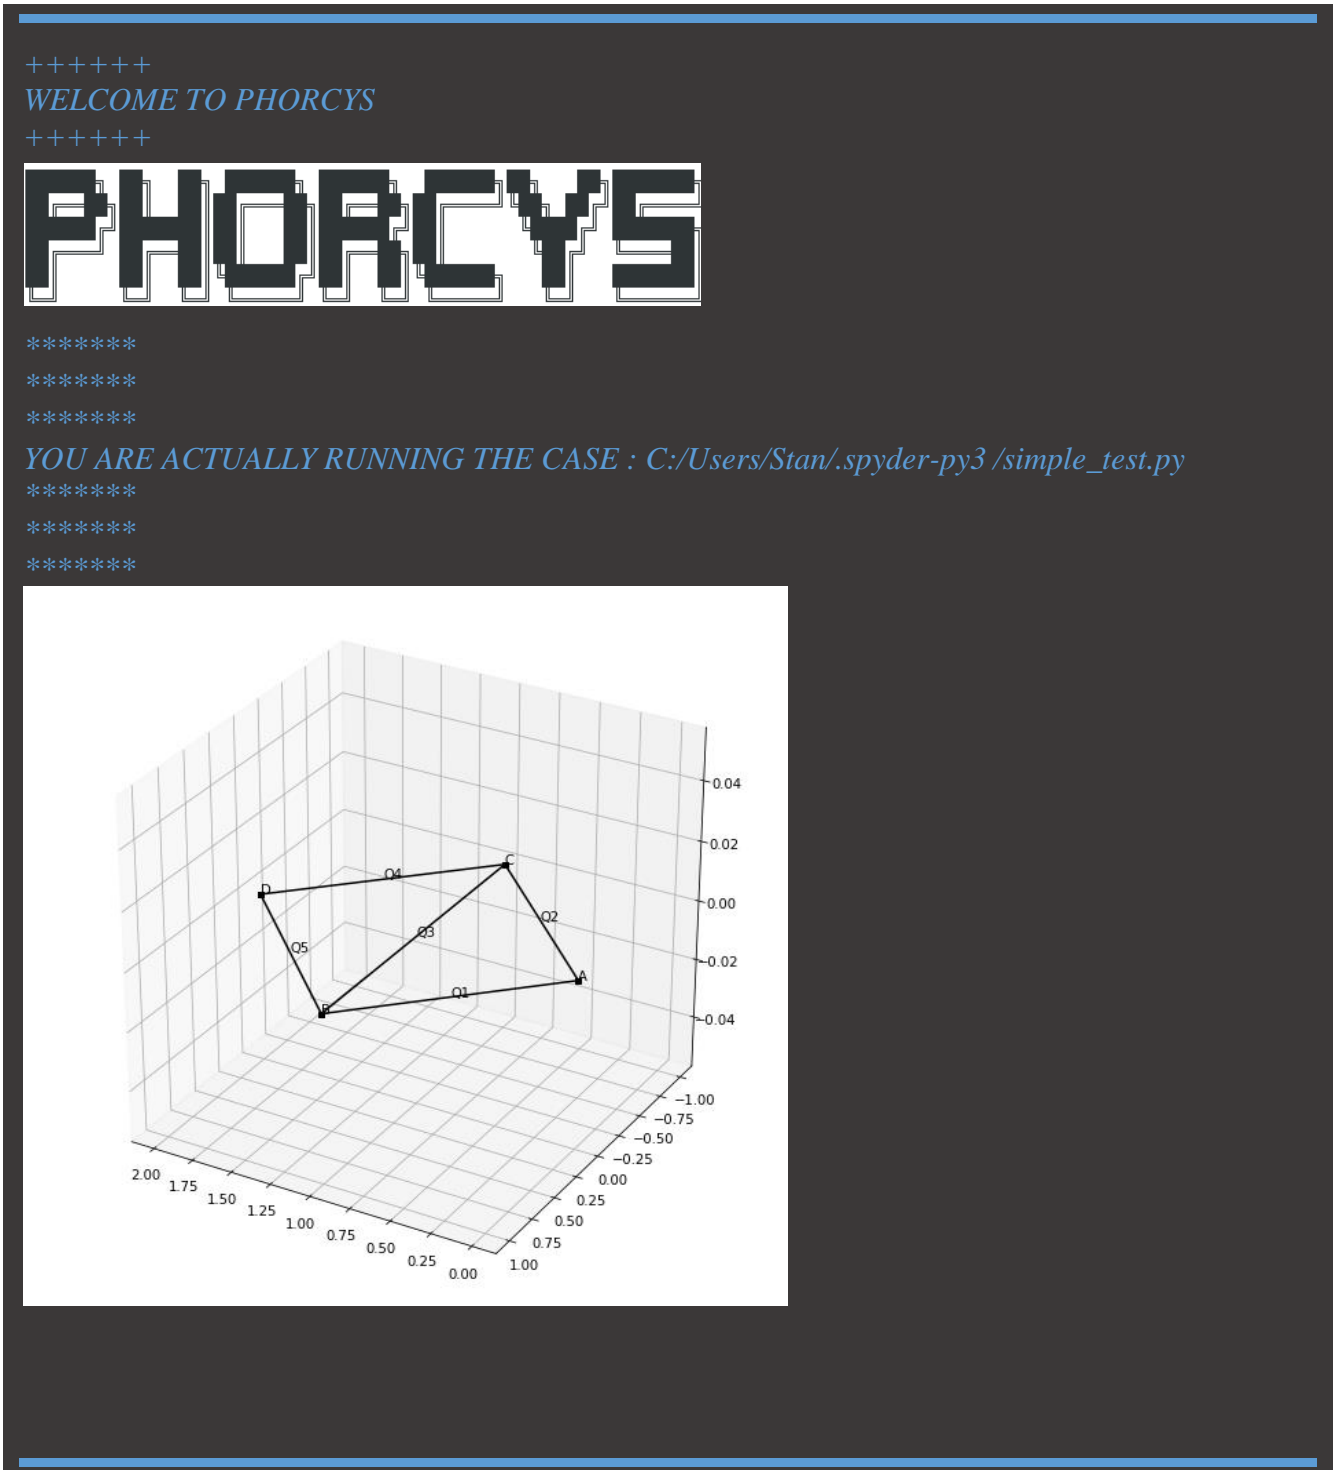 ++++++
WELCOME TO PHORCYS
++++++
PHORCYS
*******
*******
*******
YOU ARE ACTUALLY RUNNING THE CASE : C:/Users/Stan/.spyder-py3 /simple_test.py
*******
*******
*******
0.04
0.02
0.00
−0.02
−0.04
C
D
Q4
Q2
Q3
Q5
A
Q1
B
−1.00
−0.75
−0.50
−0.25
0.00
0.25
0.50
0.75
1.00
2.00
1.75
1.50
1.25
1.00
0.75
0.50
0.25
0.00